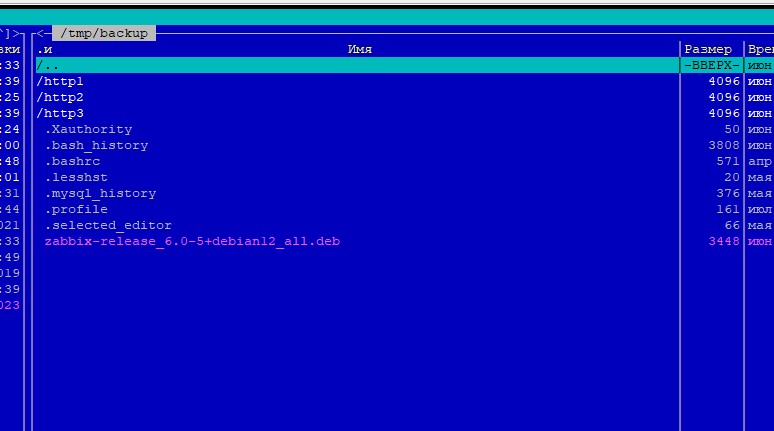 ^]>┐┌<─ /tmp/backup
вки .и Имя Размер Врем
:33 /.. -ВВЕРХ- июн
:39 /http1 4096 июн
:25 /http2 4096 июн
:39 /http3 4096 июн
:24 .Xauthority 50 июн
:00 .bash_history 3808 июн
:48 .bashrc 571 апр
:01 .lesshst 20 мая
:31 .mysql_history 376 мая
:44 .profile 161 июл
021 .selected_editor 66 мая
:33 zabbix-release_6.0-5+debian12_all.deb 3448 июн
:49
019
:39
023